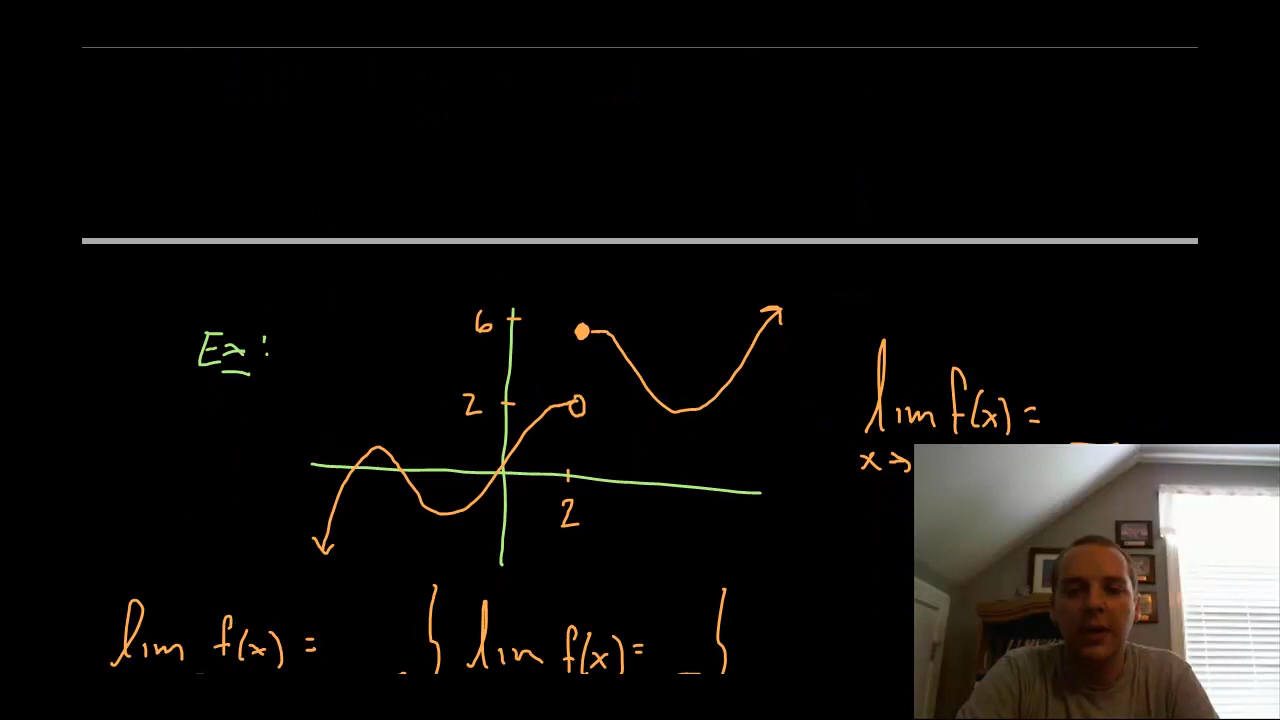 6
Ex:
2
lim f(x) =
x→
2
lim f(x) =
lim f(x) =